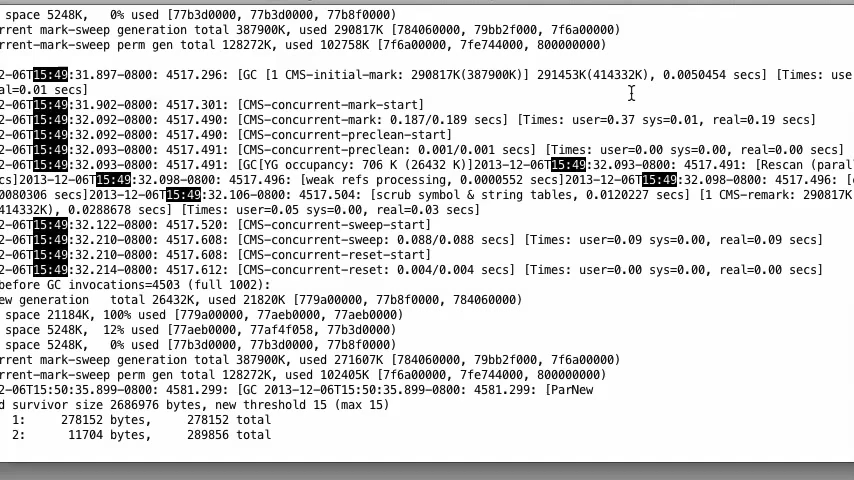 space 5248K,   0% used [77b3d0000, 77b3d0000, 77b8f0000)
rrent mark-sweep generation total 387900K, used 290817K [784060000, 79bb2f000, 7f6a00000)
rrent-mark-sweep perm gen total 128272K, used 102758K [7f6a00000, 7fe744000, 800000000)
2-06T15:49:31.897-0800: 4517.296: [GC [1 CMS-initial-mark: 290817K(387900K)] 291453K(414332K), 0.0050454 secs] [Times: use
al=0.01 secs]
2-06T15:49:31.902-0800: 4517.301: [CMS-concurrent-mark-start]
2-06T15:49:32.092-0800: 4517.490: [CMS-concurrent-mark: 0.187/0.189 secs] [Times: user=0.37 sys=0.01, real=0.19 secs]
2-06T15:49:32.092-0800: 4517.490: [CMS-concurrent-preclean-start]
2-06T15:49:32.093-0800: 4517.491: [CMS-concurrent-preclean: 0.001/0.001 secs] [Times: user=0.00 sys=0.00, real=0.00 secs]
2-06T15:49:32.093-0800: 4517.491: [GC[YG occupancy: 706 K (26432 K)]2013-12-06T15:49:32.093-0800: 4517.491: [Rescan (paral
cs]2013-12-06T15:49:32.098-0800: 4517.496: [weak refs processing, 0.0000552 secs]2013-12-06T15:49:32.098-0800: 4517.496: [c
0080306 secs]2013-12-06T15:49:32.106-0800: 4517.504: [scrub symbol & string tables, 0.0120227 secs] [1 CMS-remark: 290817K
414332K), 0.0288678 secs] [Times: user=0.05 sys=0.00, real=0.03 secs]
2-06T15:49:32.122-0800: 4517.520: [CMS-concurrent-sweep-start]
2-06T15:49:32.210-0800: 4517.608: [CMS-concurrent-sweep: 0.088/0.088 secs] [Times: user=0.09 sys=0.00, real=0.09 secs]
2-06T15:49:32.210-0800: 4517.608: [CMS-concurrent-reset-start]
2-06T15:49:32.214-0800: 4517.612: [CMS-concurrent-reset: 0.004/0.004 secs] [Times: user=0.00 sys=0.00, real=0.00 secs]
before GC invocations=4503 (full 1002):
ew generation   total 26432K, used 21820K [779a00000, 77b8f0000, 784060000)
space 21184K, 100% used [779a00000, 77aeb0000, 77aeb0000)
space 5248K,  12% used [77aeb0000, 77af4f058, 77b3d0000)
space 5248K,   0% used [77b3d0000, 77b3d0000, 77b8f0000)
rrent mark-sweep generation total 387900K, used 271607K [784060000, 79bb2f000, 7f6a00000)
rrent-mark-sweep perm gen total 128272K, used 102405K [7f6a00000, 7fe744000, 800000000)
2-06T15:50:35.899-0800: 4581.299: [GC 2013-12-06T15:50:35.899-0800: 4581.299: [ParNew
d survivor size 2686976 bytes, new threshold 15 (max 15)
1:     278152 bytes,     278152 total
2:      11704 bytes,     289856 total